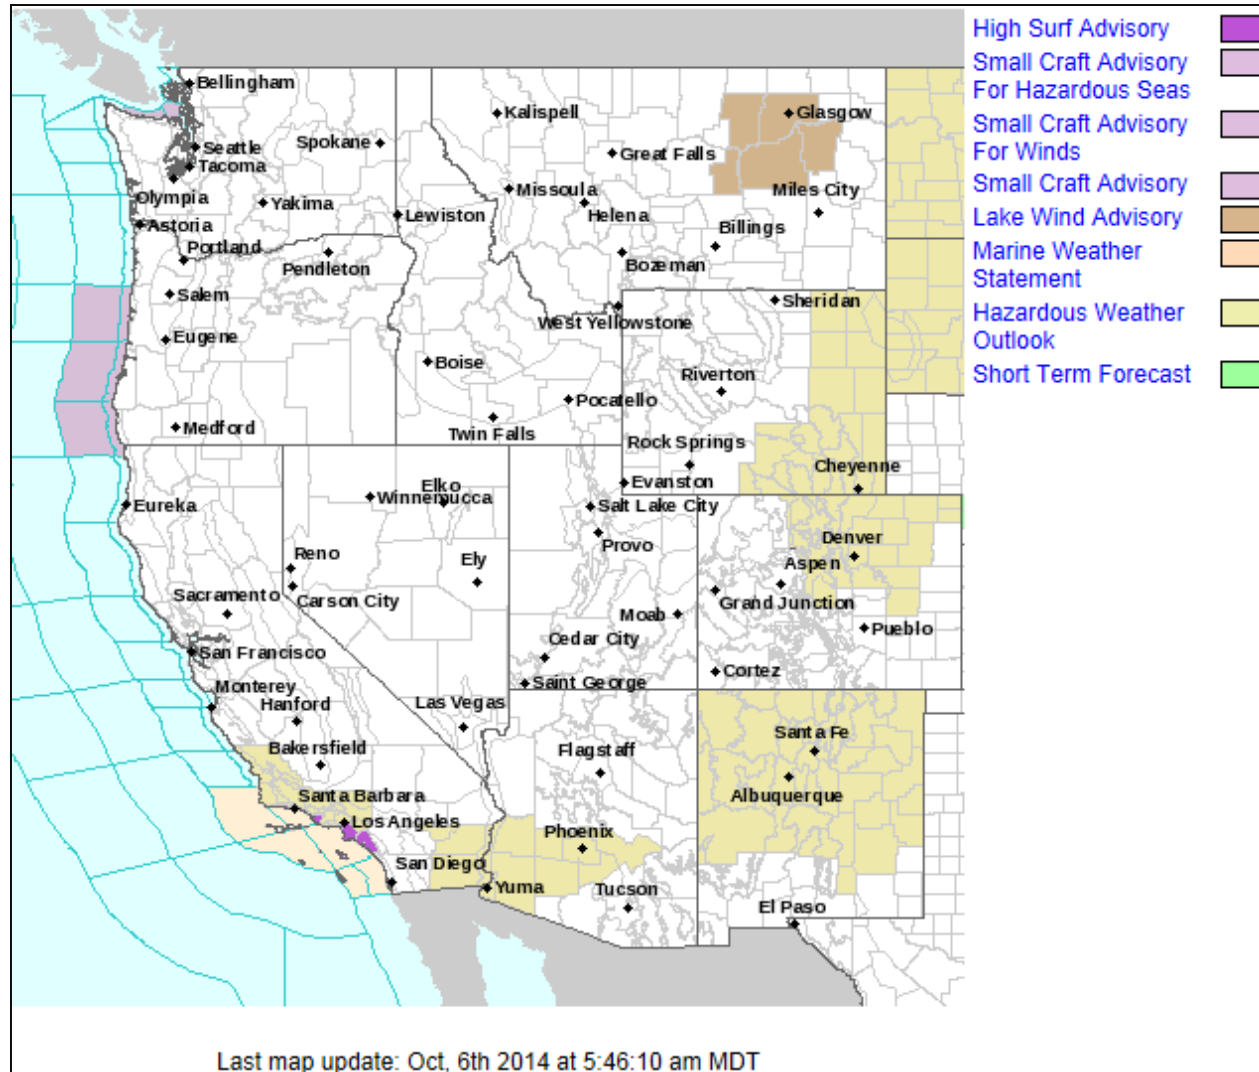 High Surf Advisory
Small Craft Advisory
For Hazardous Seas
Small Craft Advisory
For Winds
Small Craft Advisory
Lake Wind Advisory
Marine Weather
Statement
Hazardous Weather
Outlook
Short Term Forecast
Bellingham
Kalispell
Glasgow
Seattle
Spokane
Great Falls
Tacoma
Olympia
Yakima
Missoula
Miles City
Lewiston
Helena
Astoria
Billings
Portland
Pendleton
Bozeman
Salem
Sheridan
West Yellowstone
Eugene
Boise
Riverton
Pocatello
Medford
Twin Falls
Rock Springs
Cheyenne
Elko
Evanston
Eureka
Winnemucca
Salt Lake City
Denver
Provo
Reno
Ely
Aspen
Sacramento
Carson City
Grand Junction
Moab
Pueblo
Cedar City
San Francisco
Cortez
Saint George
Monterey
Hanford
Las Vegas
Santa Fe
Bakersfield
Flagstaff
Santa Barbara
Albuquerque
Los Angeles
Phoenix
San Diego
Yuma
Tucson
El Paso
Last map update: Oct, 6th 2014 at 5:46:10 am MDT